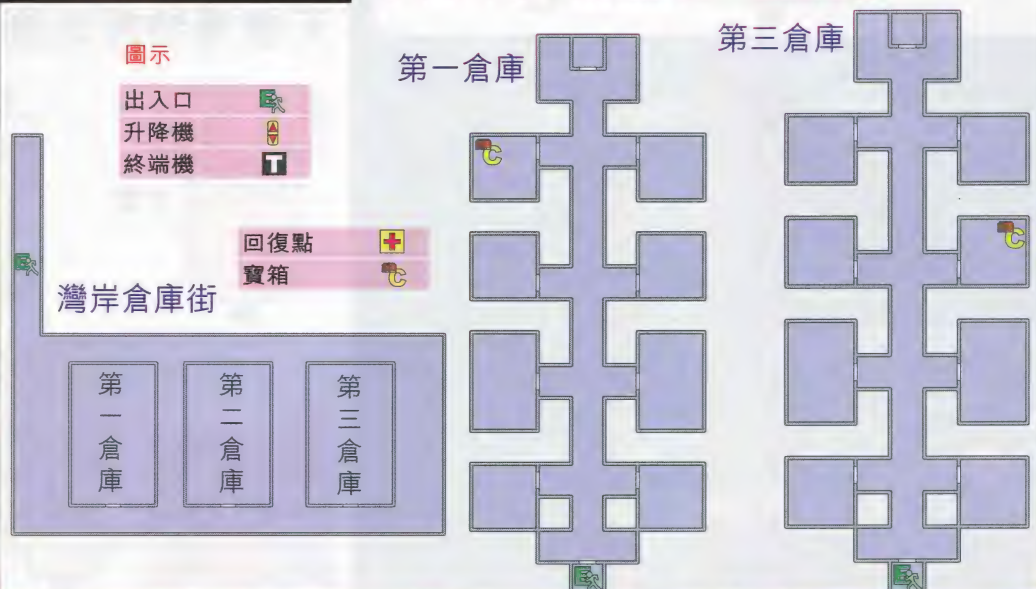 圖示
出入口
升降機
終端機
回復點
寶箱
灣岸倉庫街
第一倉庫
第二倉庫
第三倉庫
第一倉庫
第三倉庫